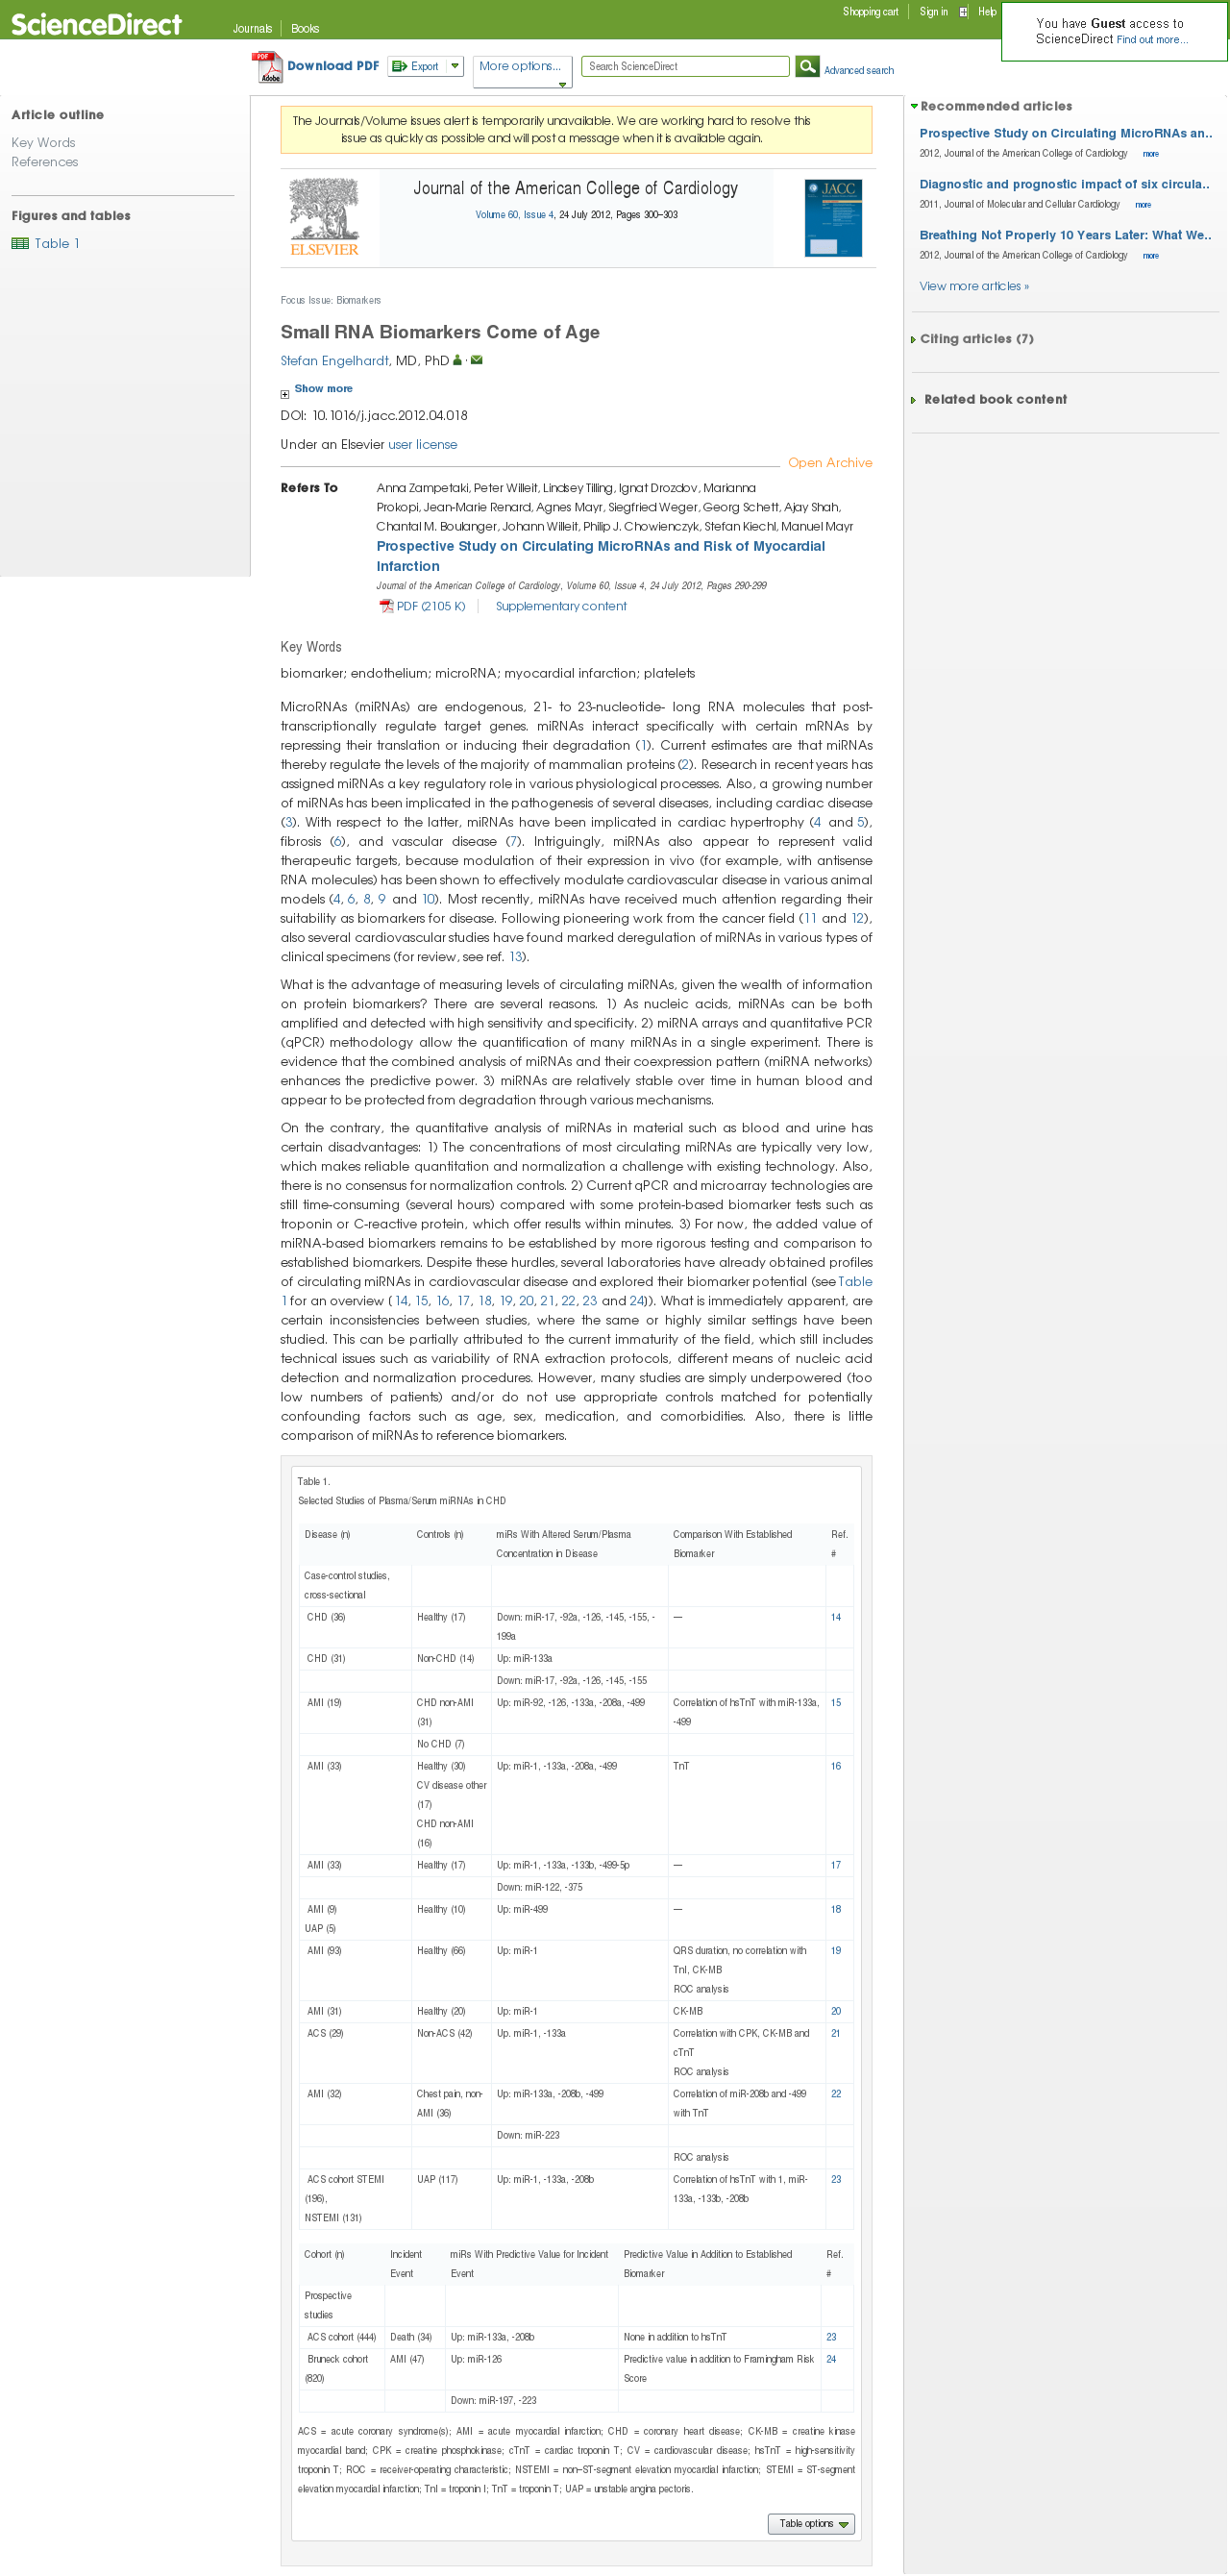 ScienceDirect
Journals
Books
Shopping cart
Sign in
Help
You have Guest access to
ScienceDirect Find out more...
Download PDF
Export
More options...
Search ScienceDirect
Advanced search
Article outline
Key Words
References
Figures and tables
Table 1
The Journals/Volume issues alert is temporarily unavailable. We are working hard to resolve this
issue as quickly as possible and will post a message when it is available again.
ELSEVIER
Journal of the American College of Cardiology
Volume 60, Issue 4, 24 July 2012, Pages 300–303
JACC
Focus Issue: Biomarkers
Small RNA Biomarkers Come of Age
Stefan Engelhardt, MD, PhD
Show more
DOI: 10.1016/j.jacc.2012.04.018
Under an Elsevier user license
Open Archive
Refers To
Anna Zampetaki, Peter Willeit, Lindsey Tilling, Ignat Drozdov, Marianna
Prokopi, Jean-Marie Renard, Agnes Mayr, Siegfried Weger, Georg Schett, Ajay Shah,
Chantal M. Boulanger, Johann Willeit, Philip J. Chowienczyk, Stefan Kiechl, Manuel Mayr
Prospective Study on Circulating MicroRNAs and Risk of Myocardial
Infarction
Journal of the American College of Cardiology, Volume 60, Issue 4, 24 July 2012, Pages 290-299
PDF (2105 K)
Supplementary content
Key Words
biomarker; endothelium; microRNA; myocardial infarction; platelets
MicroRNAs (miRNAs) are endogenous, 21- to 23-nucleotide- long RNA molecules that post-
transcriptionally regulate target genes. miRNAs interact specifically with certain mRNAs by
repressing their translation or inducing their degradation (1). Current estimates are that miRNAs
thereby regulate the levels of the majority of mammalian proteins (2). Research in recent years has
assigned miRNAs a key regulatory role in various physiological processes. Also, a growing number
of miRNAs has been implicated in the pathogenesis of several diseases, including cardiac disease
(3). With respect to the latter, miRNAs have been implicated in cardiac hypertrophy (4 and 5),
fibrosis (6), and vascular disease (7). Intriguingly, miRNAs also appear to represent valid
therapeutic targets, because modulation of their expression in vivo (for example, with antisense
RNA molecules) has been shown to effectively modulate cardiovascular disease in various animal
models (4, 6, 8, 9 and 10). Most recently, miRNAs have received much attention regarding their
suitability as biomarkers for disease. Following pioneering work from the cancer field (11 and 12),
also several cardiovascular studies have found marked deregulation of miRNAs in various types of
clinical specimens (for review, see ref. 13).
What is the advantage of measuring levels of circulating miRNAs, given the wealth of information
on protein biomarkers? There are several reasons. 1) As nucleic acids, miRNAs can be both
amplified and detected with high sensitivity and specificity. 2) miRNA arrays and quantitative PCR
(qPCR) methodology allow the quantification of many miRNAs in a single experiment. There is
evidence that the combined analysis of miRNAs and their coexpression pattern (miRNA networks)
enhances the predictive power. 3) miRNAs are relatively stable over time in human blood and
appear to be protected from degradation through various mechanisms.
On the contrary, the quantitative analysis of miRNAs in material such as blood and urine has
certain disadvantages: 1) The concentrations of most circulating miRNAs are typically very low,
which makes reliable quantitation and normalization a challenge with existing technology. Also,
there is no consensus for normalization controls. 2) Current qPCR and microarray technologies are
still time-consuming (several hours) compared with some protein-based biomarker tests such as
troponin or C-reactive protein, which offer results within minutes. 3) For now, the added value of
miRNA-based biomarkers remains to be established by more rigorous testing and comparison to
established biomarkers. Despite these hurdles, several laboratories have already obtained profiles
of circulating miRNAs in cardiovascular disease and explored their biomarker potential (see Table
1 for an overview [14, 15, 16, 17, 18, 19, 20, 21, 22, 23 and 24]). What is immediately apparent, are
certain inconsistencies between studies, where the same or highly similar settings have been
studied. This can be partially attributed to the current immaturity of the field, which still includes
technical issues such as variability of RNA extraction protocols, different means of nucleic acid
detection and normalization procedures. However, many studies are simply underpowered (too
low numbers of patients) and/or do not use appropriate controls matched for potentially
confounding factors such as age, sex, medication, and comorbidities. Also, there is little
comparison of miRNAs to reference biomarkers.
Table 1.
Selected Studies of Plasma/Serum miRNAs in CHD
Disease (n) Controls (n) miRs With Altered Serum/Plasma Comparison With Established Ref.
Concentration in Disease Biomarker #
Case-control studies,
cross-sectional
CHD (36) Healthy (17) Down: miR-17, -92a, -126, -145, -155, - — 14
199a
CHD (31) Non-CHD (14) Up: miR-133a
Down: miR-17, -92a, -126, -145, -155
AMI (19) CHD non-AMI Up: miR-92, -126, -133a, -208a, -499 Correlation of hsTnT with miR-133a, 15
(31) -499
No CHD (7)
AMI (33) Healthy (30) Up: miR-1, -133a, -208a, -499 TnT 16
CV disease other
(17)
CHD non-AMI
(16)
AMI (33) Healthy (17) Up: miR-1, -133a, -133b, -499-5p — 17
Down: miR-122, -375
AMI (9) Healthy (10) Up: miR-499 — 18
UAP (5)
AMI (93) Healthy (66) Up: miR-1 QRS duration, no correlation with 19
TnI, CK-MB
ROC analysis
AMI (31) Healthy (20) Up: miR-1 CK-MB 20
ACS (29) Non-ACS (42) Up. miR-1, -133a Correlation with CPK, CK-MB and 21
cTnT
ROC analysis
AMI (32) Chest pain, non- Up: miR-133a, -208b, -499 Correlation of miR-208b and -499 22
AMI (36) with TnT
Down: miR-223
ROC analysis
ACS cohort STEMI UAP (117) Up: miR-1, -133a, -208b Correlation of hsTnT with 1, miR- 23
(196), 133a, -133b, -208b
NSTEMI (131)
Cohort (n) Incident miRs With Predictive Value for Incident Predictive Value in Addition to Established Ref.
Event Event Biomarker #
Prospective
studies
ACS cohort (444) Death (34) Up: miR-133a, -208b None in addition to hsTnT 23
Bruneck cohort AMI (47) Up: miR-126 Predictive value in addition to Framingham Risk 24
(820) Score
Down: miR-197, -223
ACS = acute coronary syndrome(s); AMI = acute myocardial infarction; CHD = coronary heart disease; CK-MB = creatine kinase
myocardial band; CPK = creatine phosphokinase; cTnT = cardiac troponin T; CV = cardiovascular disease; hsTnT = high-sensitivity
troponin T; ROC = receiver-operating characteristic; NSTEMI = non–ST-segment elevation myocardial infarction; STEMI = ST-segment
elevation myocardial infarction; TnI = troponin I; TnT = troponin T; UAP = unstable angina pectoris.
Table options
Recommended articles
Prospective Study on Circulating MicroRNAs an..
2012, Journal of the American College of Cardiology more
Diagnostic and prognostic impact of six circula..
2011, Journal of Molecular and Cellular Cardiology more
Breathing Not Properly 10 Years Later: What We..
2012, Journal of the American College of Cardiology more
View more articles »
Citing articles (7)
Related book content